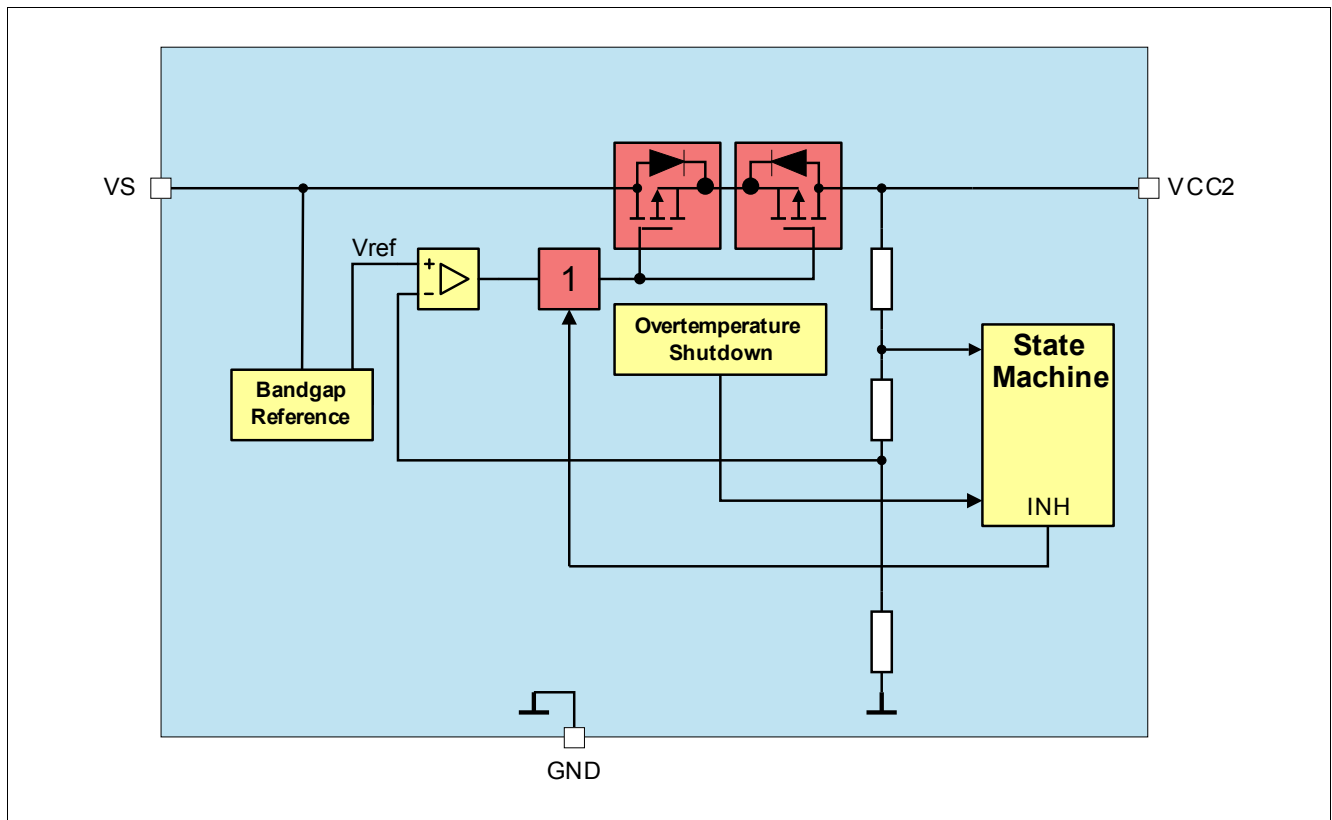 VS
VCC2
Vref
+
-
1
Overtemperature
Shutdown
State
Machine
Bandgap
Reference
INH
GND